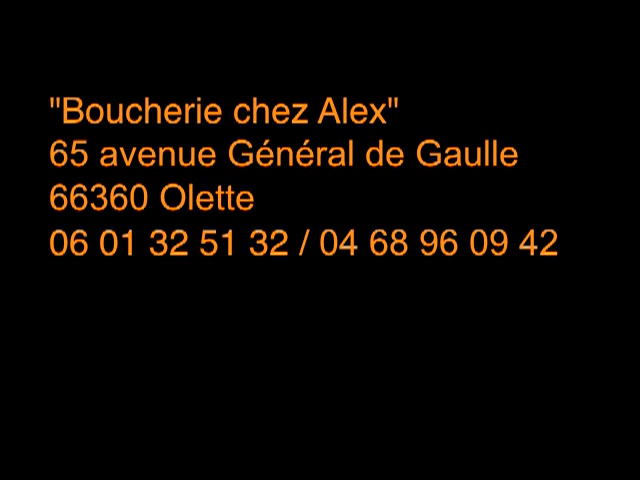 "Boucherie chez Alex"
65 avenue Général de Gaulle
66360 Olette
06 01 32 51 32 / 04 68 96 09 42